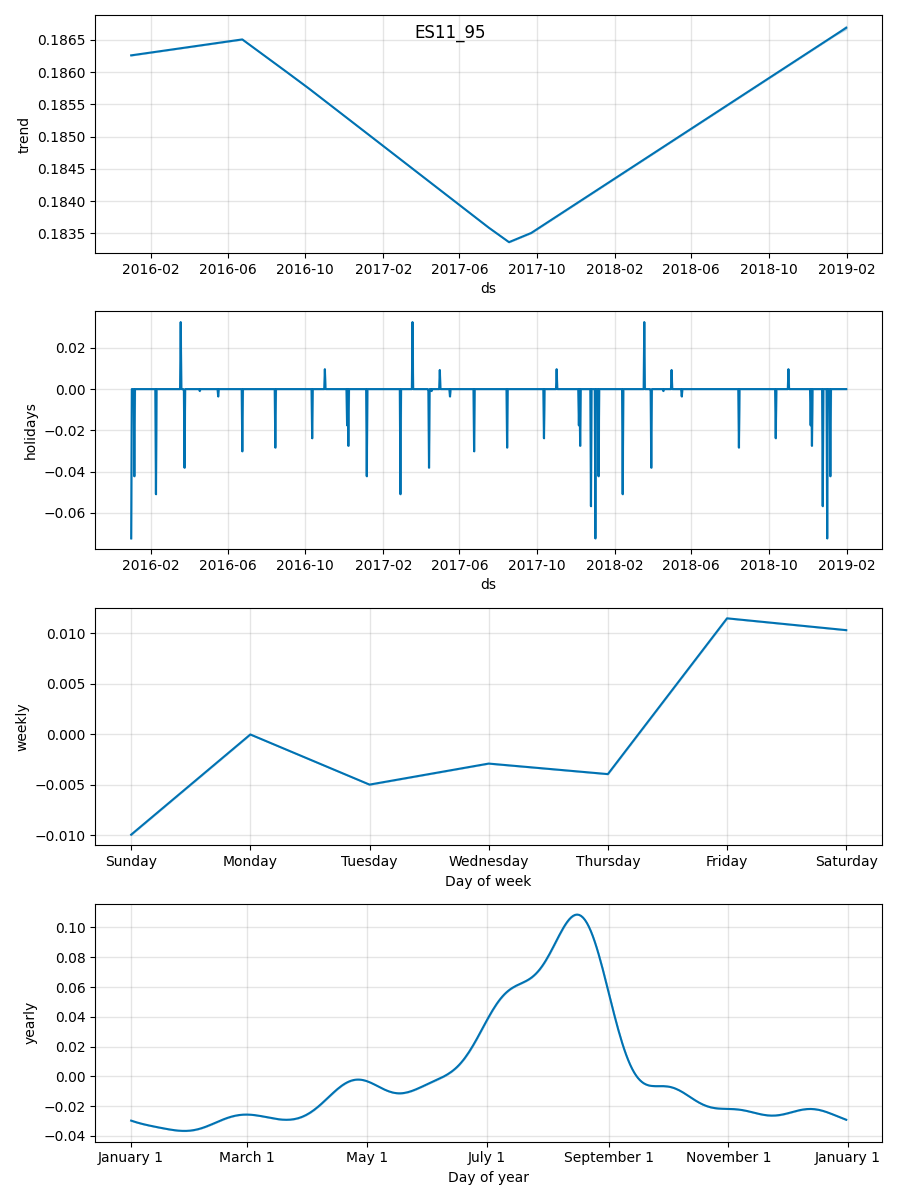 ES11_95
0.1865
0.1860
0.1855
0.1850
0.1845
0.1840
0.1835
trend
2016-02 2016-06 2016-10 2017-02 2017-06 2017-10 2018-02 2018-06 2018-10 2019-02
ds
0.02
0.00
−0.02
−0.04
−0.06
holidays
2016-02 2016-06 2016-10 2017-02 2017-06 2017-10 2018-02 2018-06 2018-10 2019-02
ds
0.010
0.005
0.000
−0.005
−0.010
weekly
Sunday Monday Tuesday Wednesday Thursday Friday Saturday
Day of week
0.10
0.08
0.06
0.04
0.02
0.00
−0.02
−0.04
yearly
January 1 March 1 May 1 July 1 September 1 November 1 January 1
Day of year